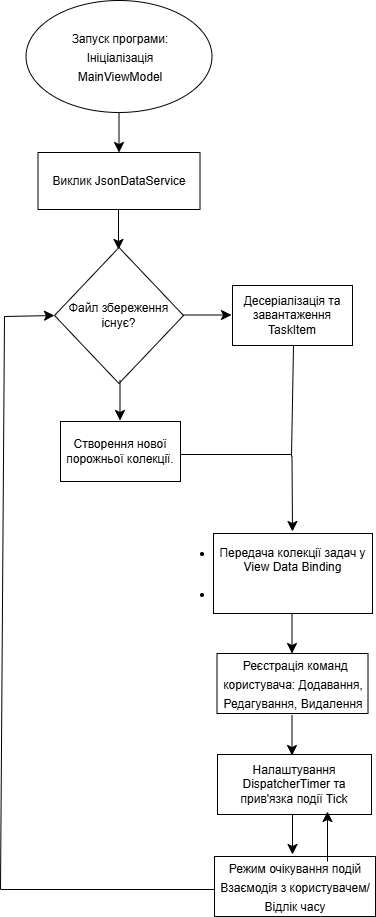 Запуск програми:
Ініціалізація
MainViewModel
Виклик JsonDataService
Файл збереження
існує?
Десеріалізація та
завантаження
TaskItem
Створення нової
порожньої колекції.
Передача колекції задач у
View Data Binding
Реєстрація команд
користувача: Додавання,
Редагування, Видалення
Налаштування
DispatcherTimer та
прив'язка події Tick
Режим очікування подій
Взаємодія з користувачем/
Відлік часу